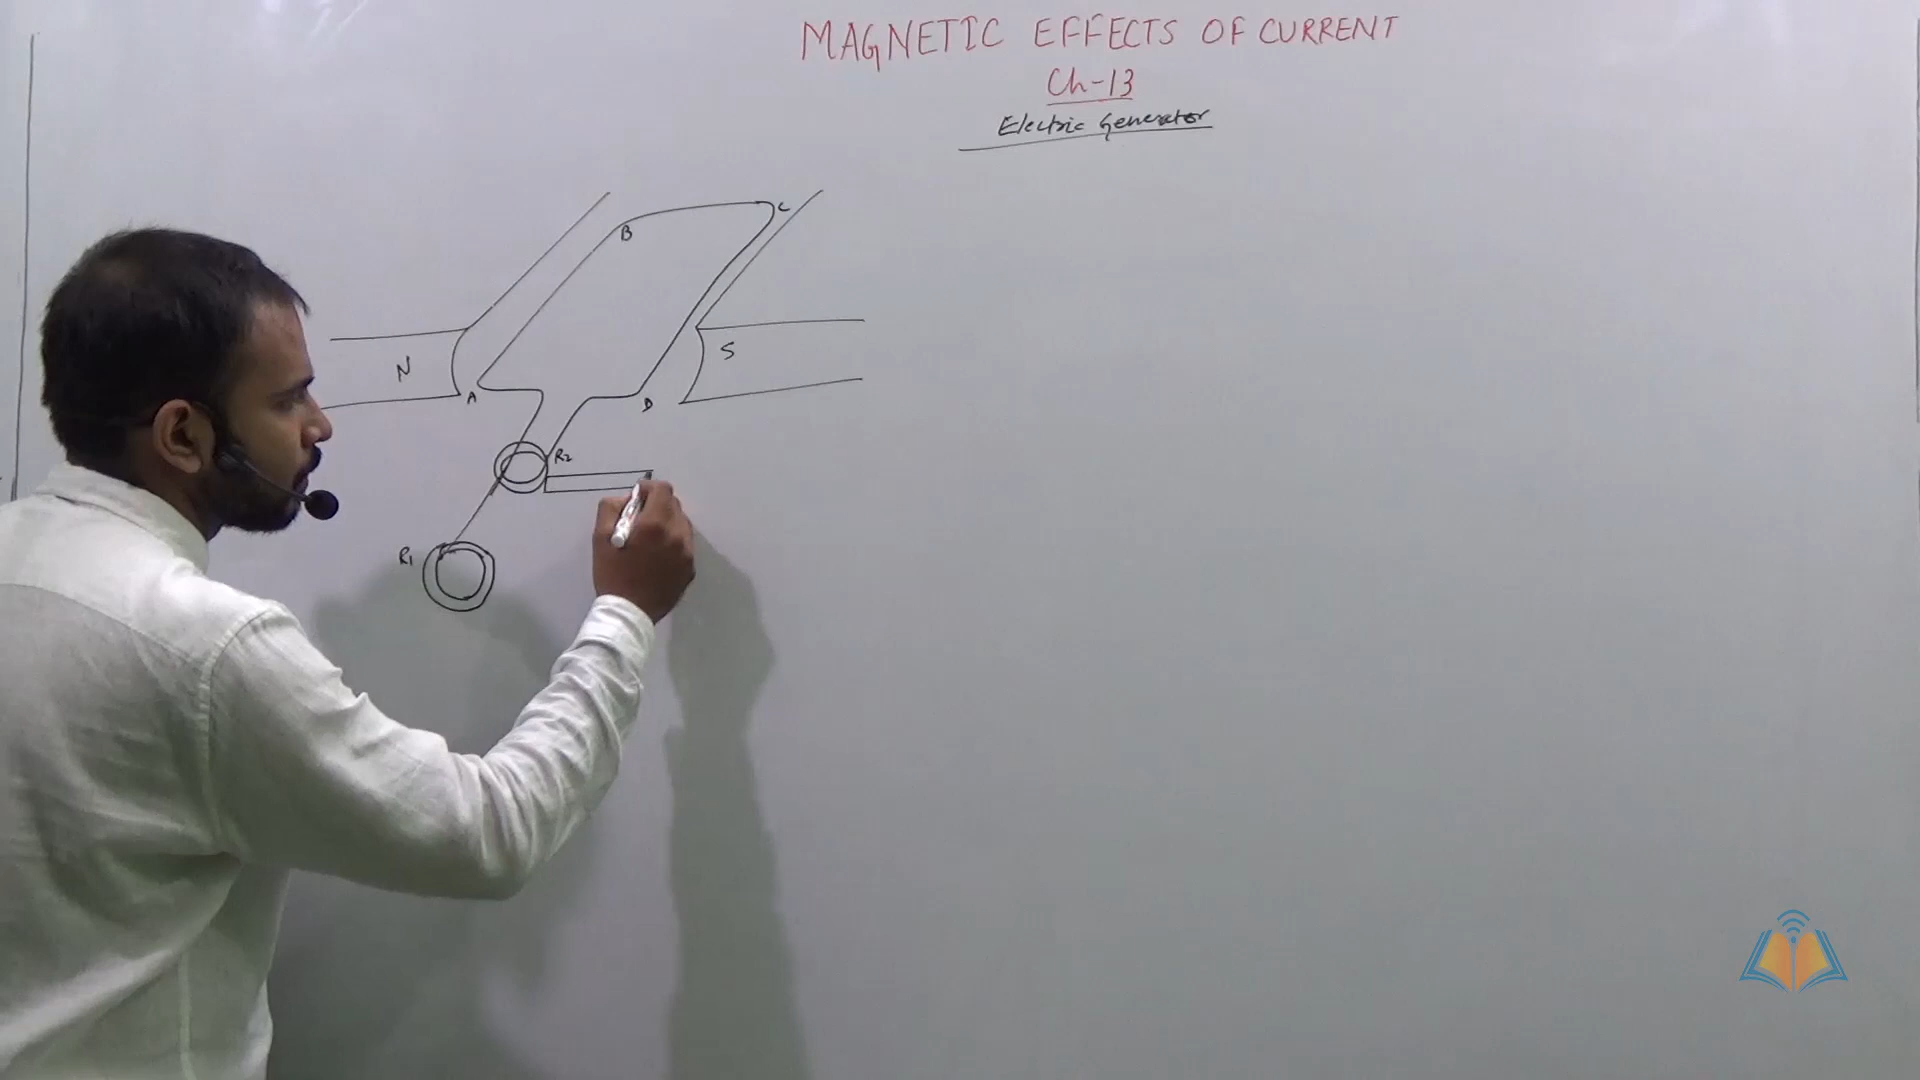 MAGNETIC EFFECTS OF CURRENT
Ch-13
Electric Generator
B
C
N
S
A
D
R2
R1